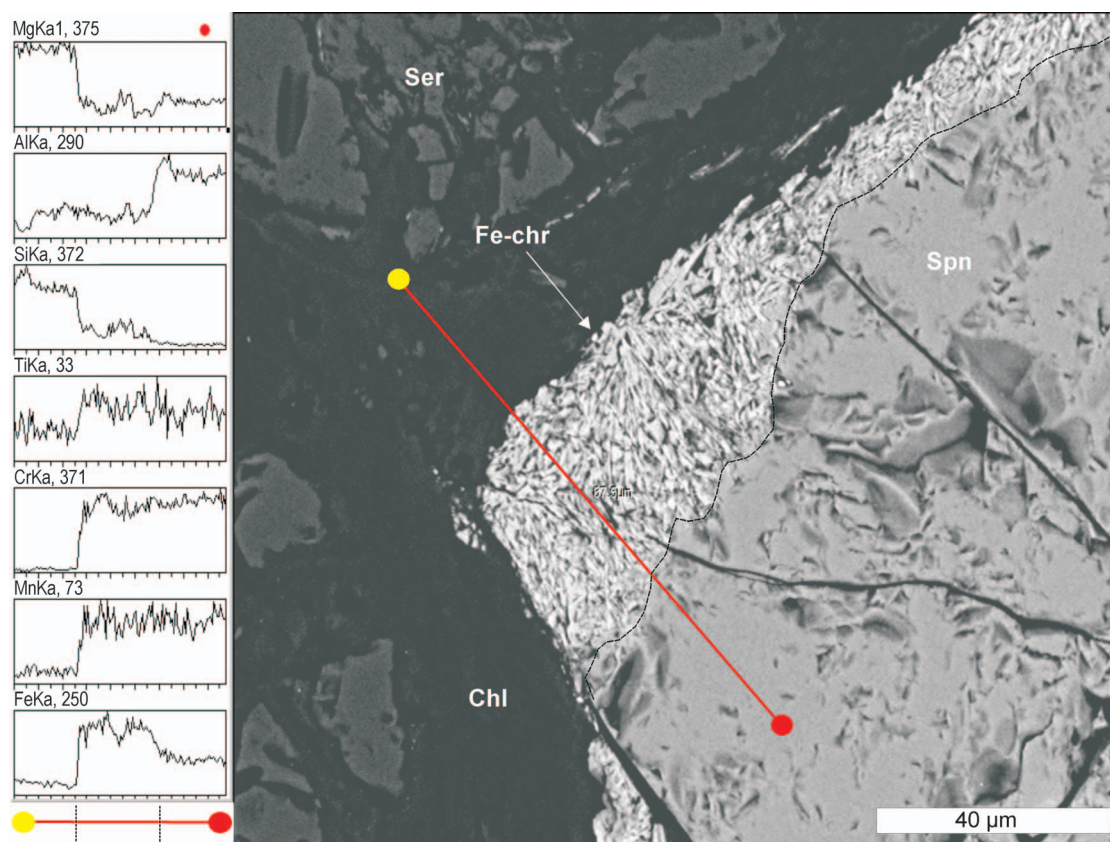 MgKa1, 375
AlKa, 290
SiKa, 372
TiKa, 33
CrKa, 371
MnKa, 73
FeKa, 250
Ser
Fe-chr
Spn
Chl
40 µm